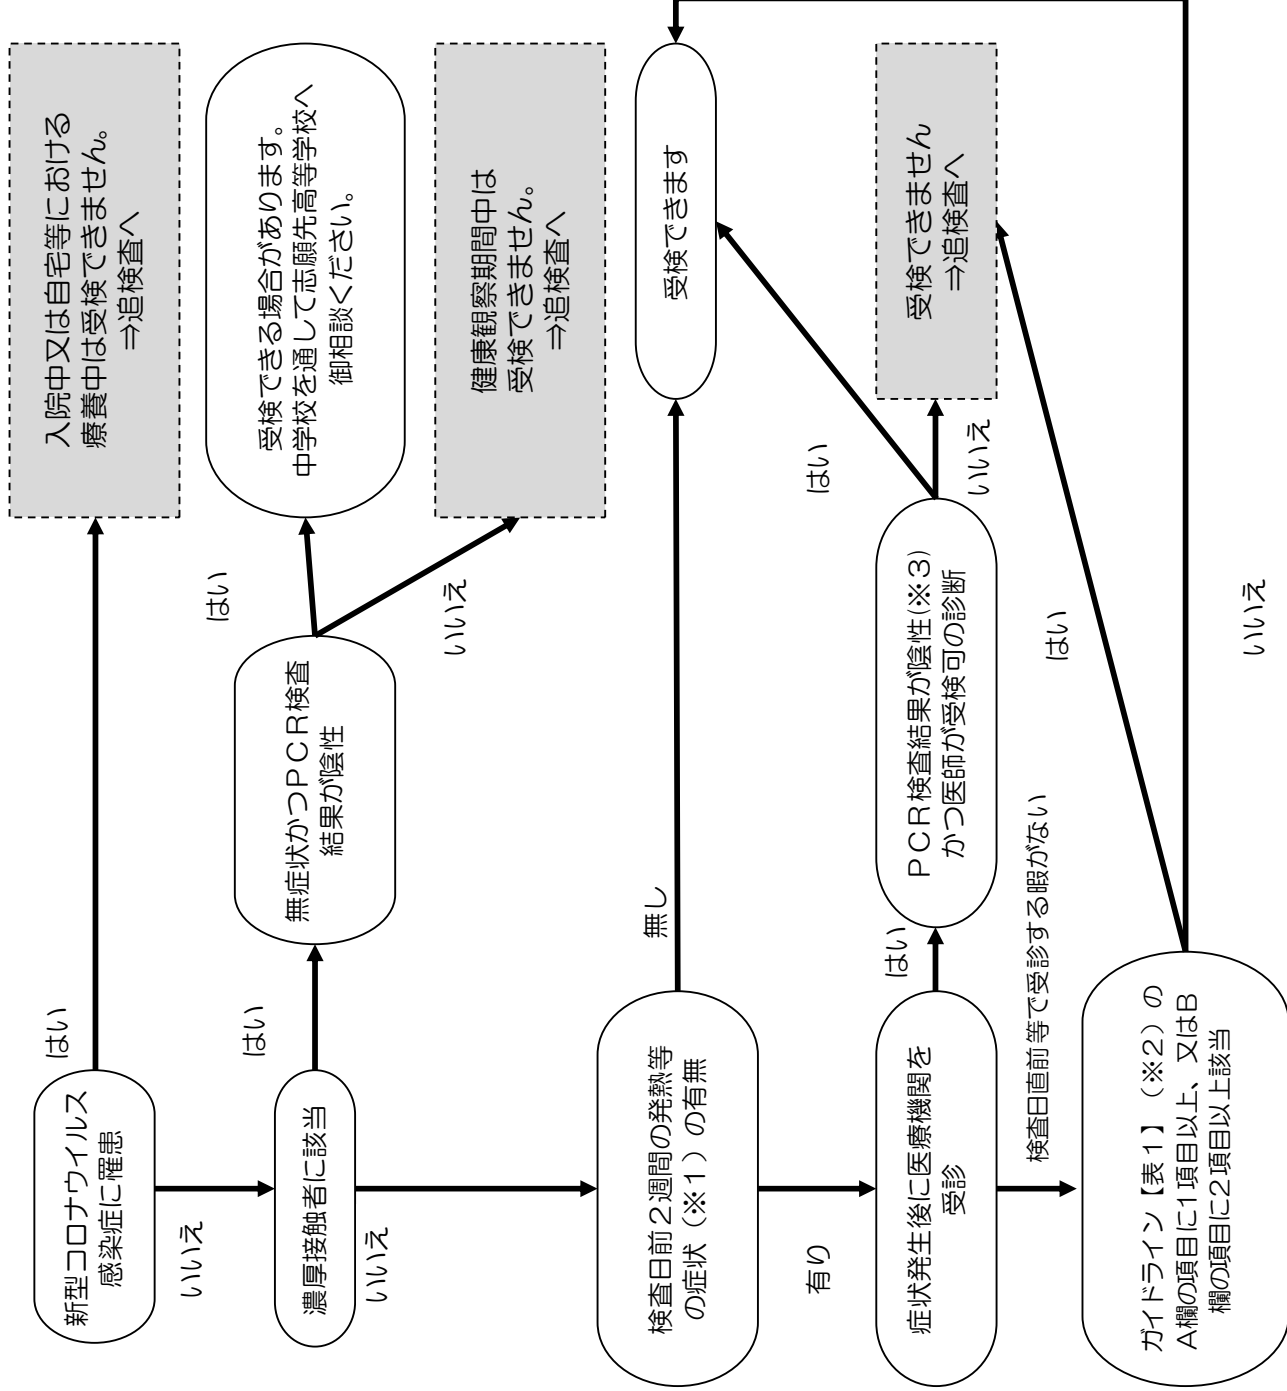 新型コロナウイルス
感染症に罹患
はい
入院中又は自宅等における
療養中は受検できません。
⇒追検査へ
いいえ
濃厚接触者に該当
はい
無症状かつＰＣＲ検査
結果が陰性
はい
受検できる場合があります。
中学校を通して志願先高等学校へ
御相談ください。
いいえ
健康観察期間中は
受検できません。
⇒追検査へ
いいえ
検査日前２週間の発熱等
の症状（※１）の有無
無し
受検できます
有り
症状発生後に医療機関を
受診
はい
ＰＣＲ検査結果が陰性(※３)
かつ医師が受検可の診断
はい
いいえ
受検できません
⇒追検査へ
検査日直前等で受診する暇がない
ガイドライン【表１】（※２）の
Ａ欄の項目に１項目以上、又はＢ
欄の項目に２項目以上該当
はい
いいえ